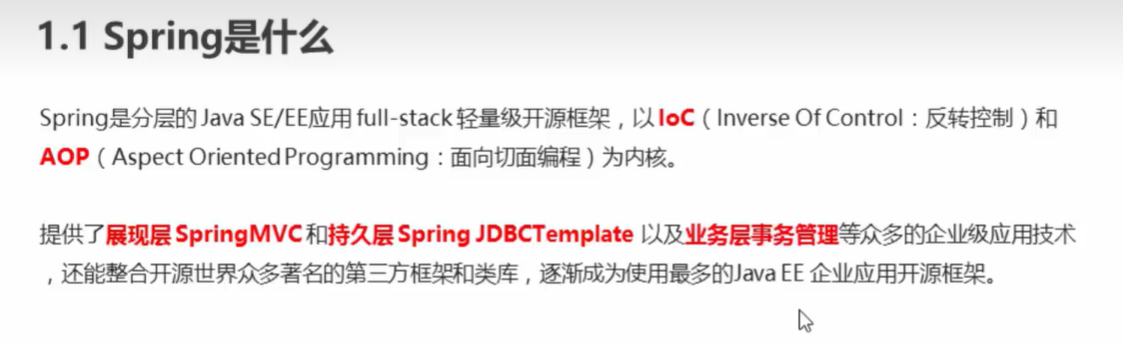 1.1 Spring是什么
Spring是分层的 Java SE/EE应用 full-stack 轻量级开源框架，以 IoC（Inverse Of Control：反转控制）和
AOP（Aspect Oriented Programming：面向切面编程）为内核。
提供了展现层 SpringMVC 和持久层 Spring JDBCTemplate 以及业务层事务管理等众多的企业级应用技术
，还能整合开源世界众多著名的第三方框架和类库，逐渐成为使用最多的Java EE 企业应用开源框架。